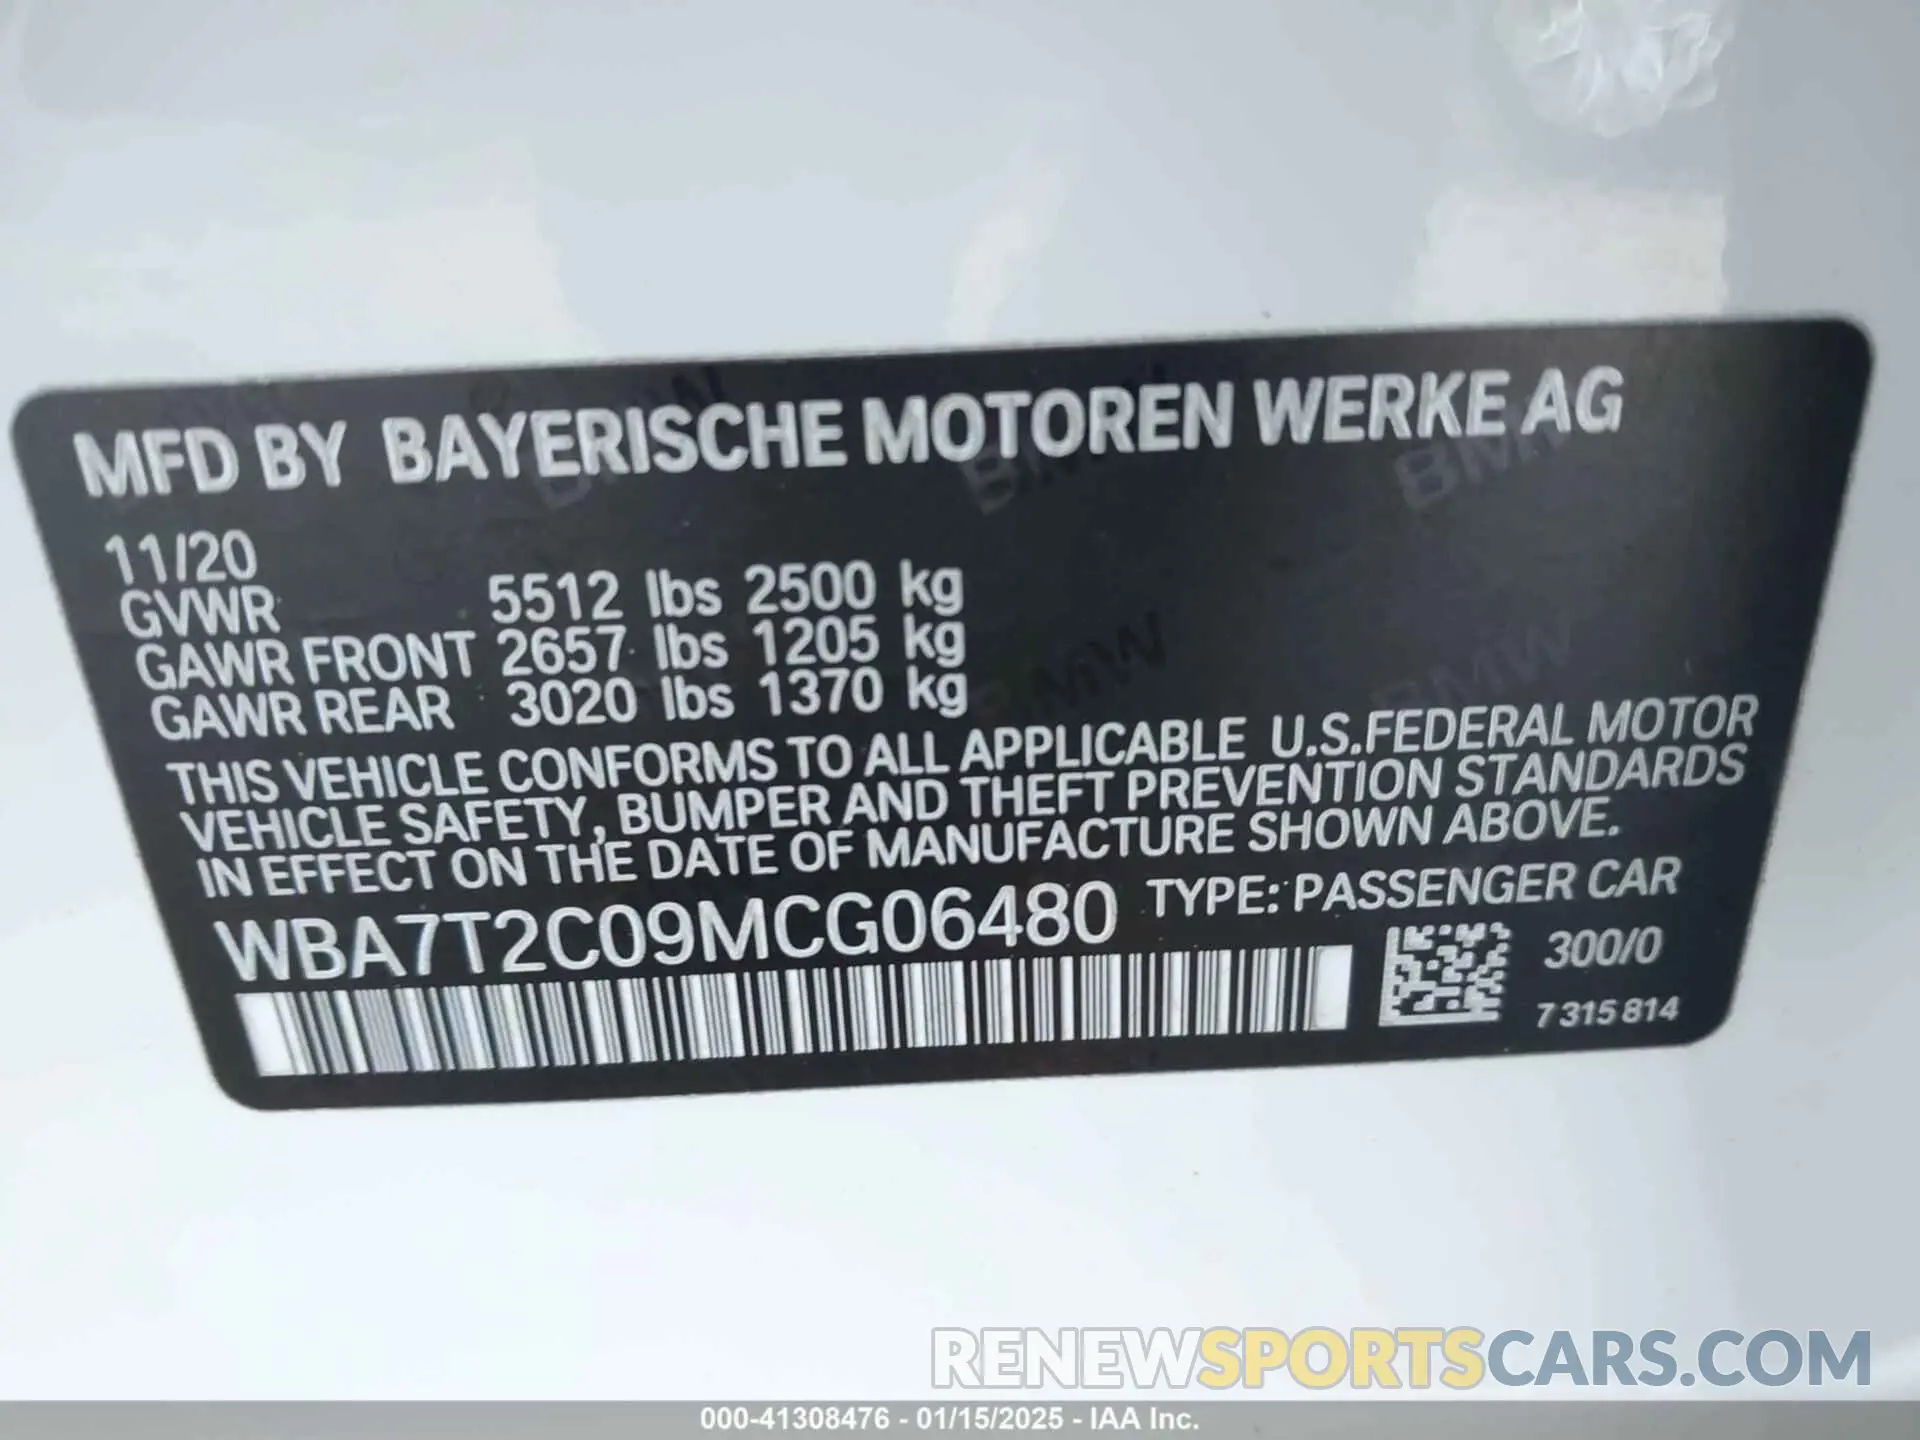 MFD BY BAYERISCHE MOTOREN WERKE AG
11/20
GVWR 5512 lbs 2500 kg
GAWR FRONT 2657 lbs 1205 kg
GAWR REAR 3020 lbs 1370 kg
THIS VEHICLE CONFORMS TO ALL APPLICABLE U.S.FEDERAL MOTOR
VEHICLE SAFETY, BUMPER AND THEFT PREVENTION STANDARDS
IN EFFECT ON THE DATE OF MANUFACTURE SHOWN ABOVE.
WBA7T2C09MCG06480 TYPE: PASSENGER CAR
300/0
7 315 814
RENEWSPORTSCARS.COM
000-41308476 - 01/15/2025 - IAA Inc.